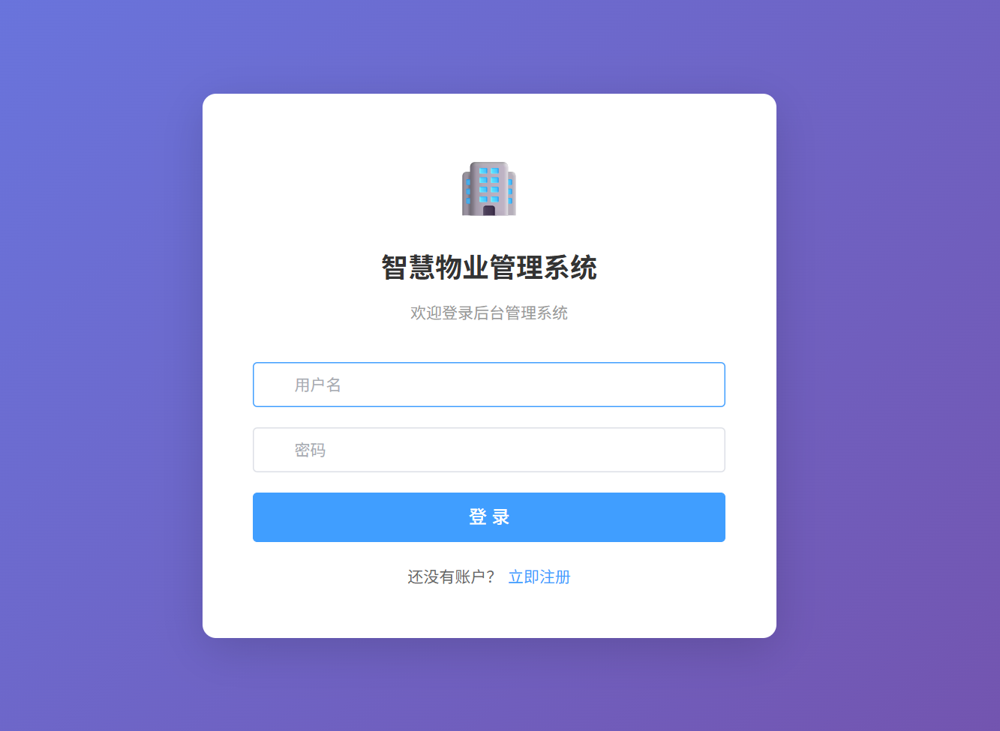 智慧物业管理系统
欢迎登录后台管理系统
用户名
密码
登 录
还没有账户？ 立即注册